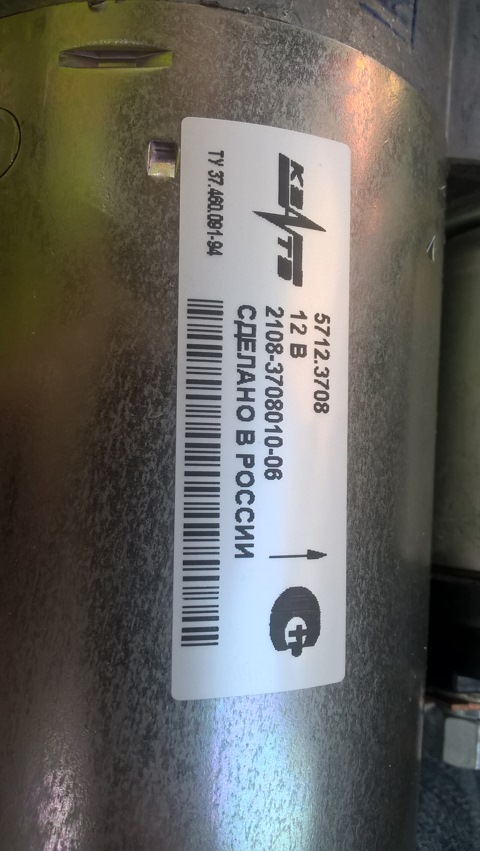 КЗАТЭ
5712.3708
12 В
2108-3708010-06
СДЕЛАНО В РОССИИ
ТУ 37.460.091-94